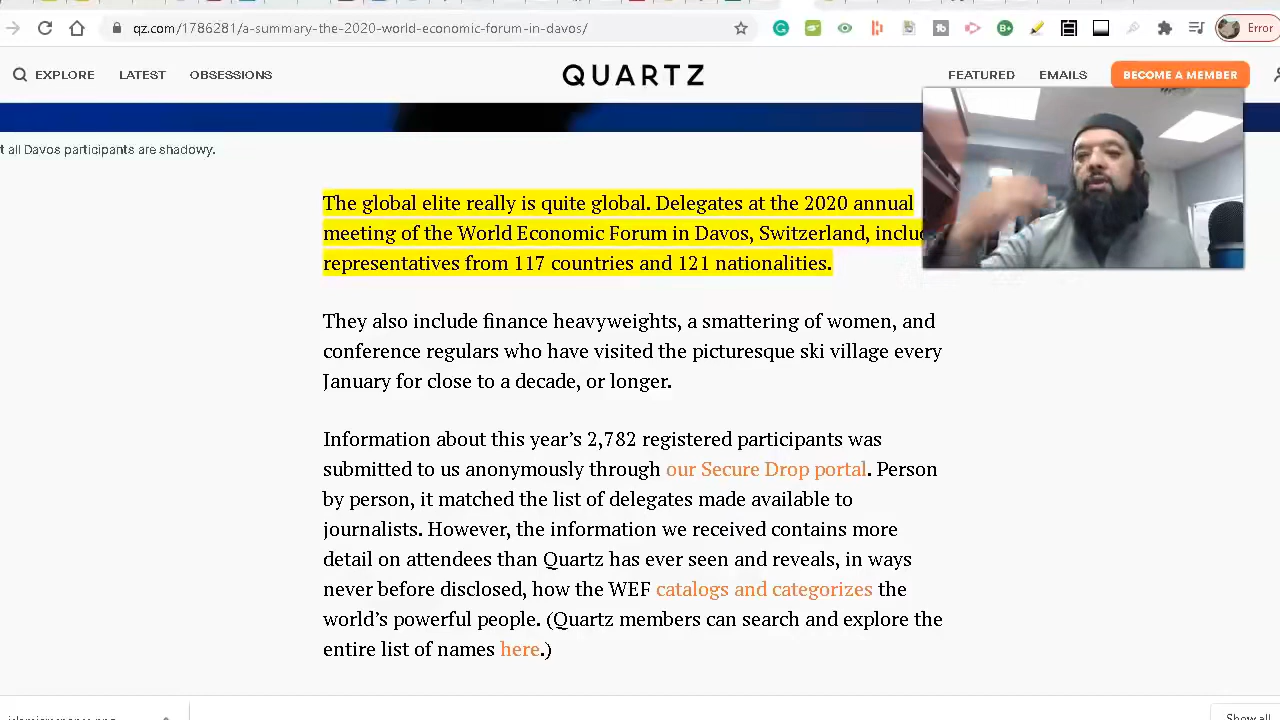 qz.com/1786281/a-summary-the-2020-world-economic-forum-in-davos/
Error
EXPLORE LATEST OBSESSIONS QUARTZ FEATURED EMAILS BECOME A MEMBER
t all Davos participants are shadowy.
The global elite really is quite global. Delegates at the 2020 annual
meeting of the World Economic Forum in Davos, Switzerland, inclu
representatives from 117 countries and 121 nationalities.
They also include finance heavyweights, a smattering of women, and
conference regulars who have visited the picturesque ski village every
January for close to a decade, or longer.
Information about this year’s 2,782 registered participants was
submitted to us anonymously through our Secure Drop portal. Person
by person, it matched the list of delegates made available to
journalists. However, the information we received contains more
detail on attendees than Quartz has ever seen and reveals, in ways
never before disclosed, how the WEF catalogs and categorizes the
world’s powerful people. (Quartz members can search and explore the
entire list of names here.)
Show all